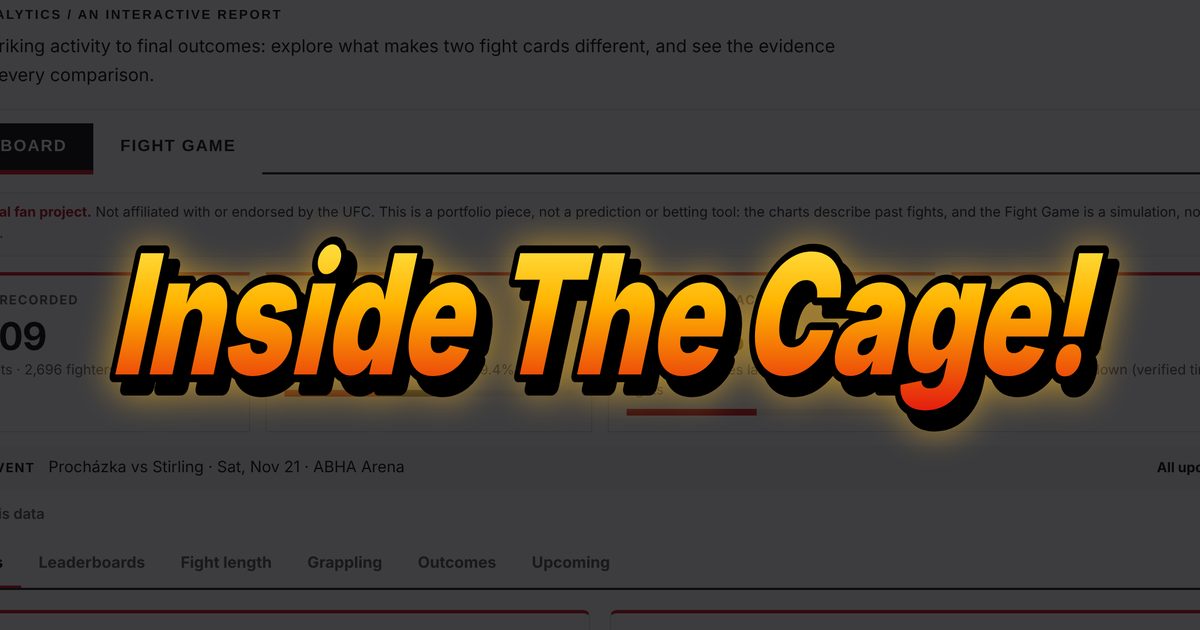 ALYTICS / AN INTERACTIVE REPORT
riking activity to final outcomes: explore what makes two fight cards different, and see the evidence
every comparison.
BOARD FIGHT GAME
al fan project. Not affiliated with or endorsed by the UFC. This is a portfolio piece, not a prediction or betting tool: the charts describe past fights, and the Fight Game is a simulation, no
Inside The Cage!
RECORDED
09
ts · 2,696 fighter
9.4%
down (verified ti
VENT Procházka vs Stirling · Sat, Nov 21 · ABHA Arena All upc
is data
s Leaderboards Fight length Grappling Outcomes Upcoming